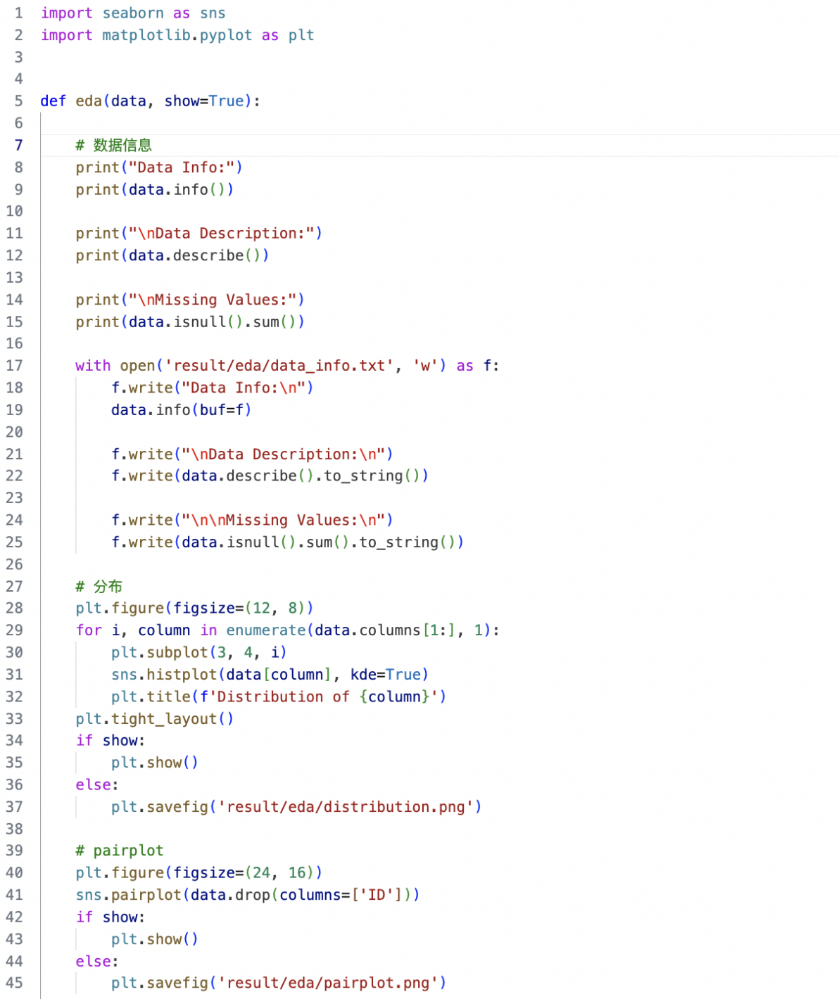 1 import seaborn as sns
2 import matplotlib.pyplot as plt
3
4
5 def eda(data, show=True):
6
7     # 数据信息
8     print("Data Info:")
9     print(data.info())
10
11     print("\nData Description:")
12     print(data.describe())
13
14     print("\nMissing Values:")
15     print(data.isnull().sum())
16
17     with open('result/eda/data_info.txt', 'w') as f:
18         f.write("Data Info:\n")
19         data.info(buf=f)
20
21         f.write("\nData Description:\n")
22         f.write(data.describe().to_string())
23
24         f.write("\n\nMissing Values:\n")
25         f.write(data.isnull().sum().to_string())
26
27     # 分布
28     plt.figure(figsize=(12, 8))
29     for i, column in enumerate(data.columns[1:], 1):
30         plt.subplot(3, 4, i)
31         sns.histplot(data[column], kde=True)
32         plt.title(f'Distribution of {column}')
33     plt.tight_layout()
34     if show:
35         plt.show()
36     else:
37         plt.savefig('result/eda/distribution.png')
38
39     # pairplot
40     plt.figure(figsize=(24, 16))
41     sns.pairplot(data.drop(columns=['ID']))
42     if show:
43         plt.show()
44     else:
45         plt.savefig('result/eda/pairplot.png')